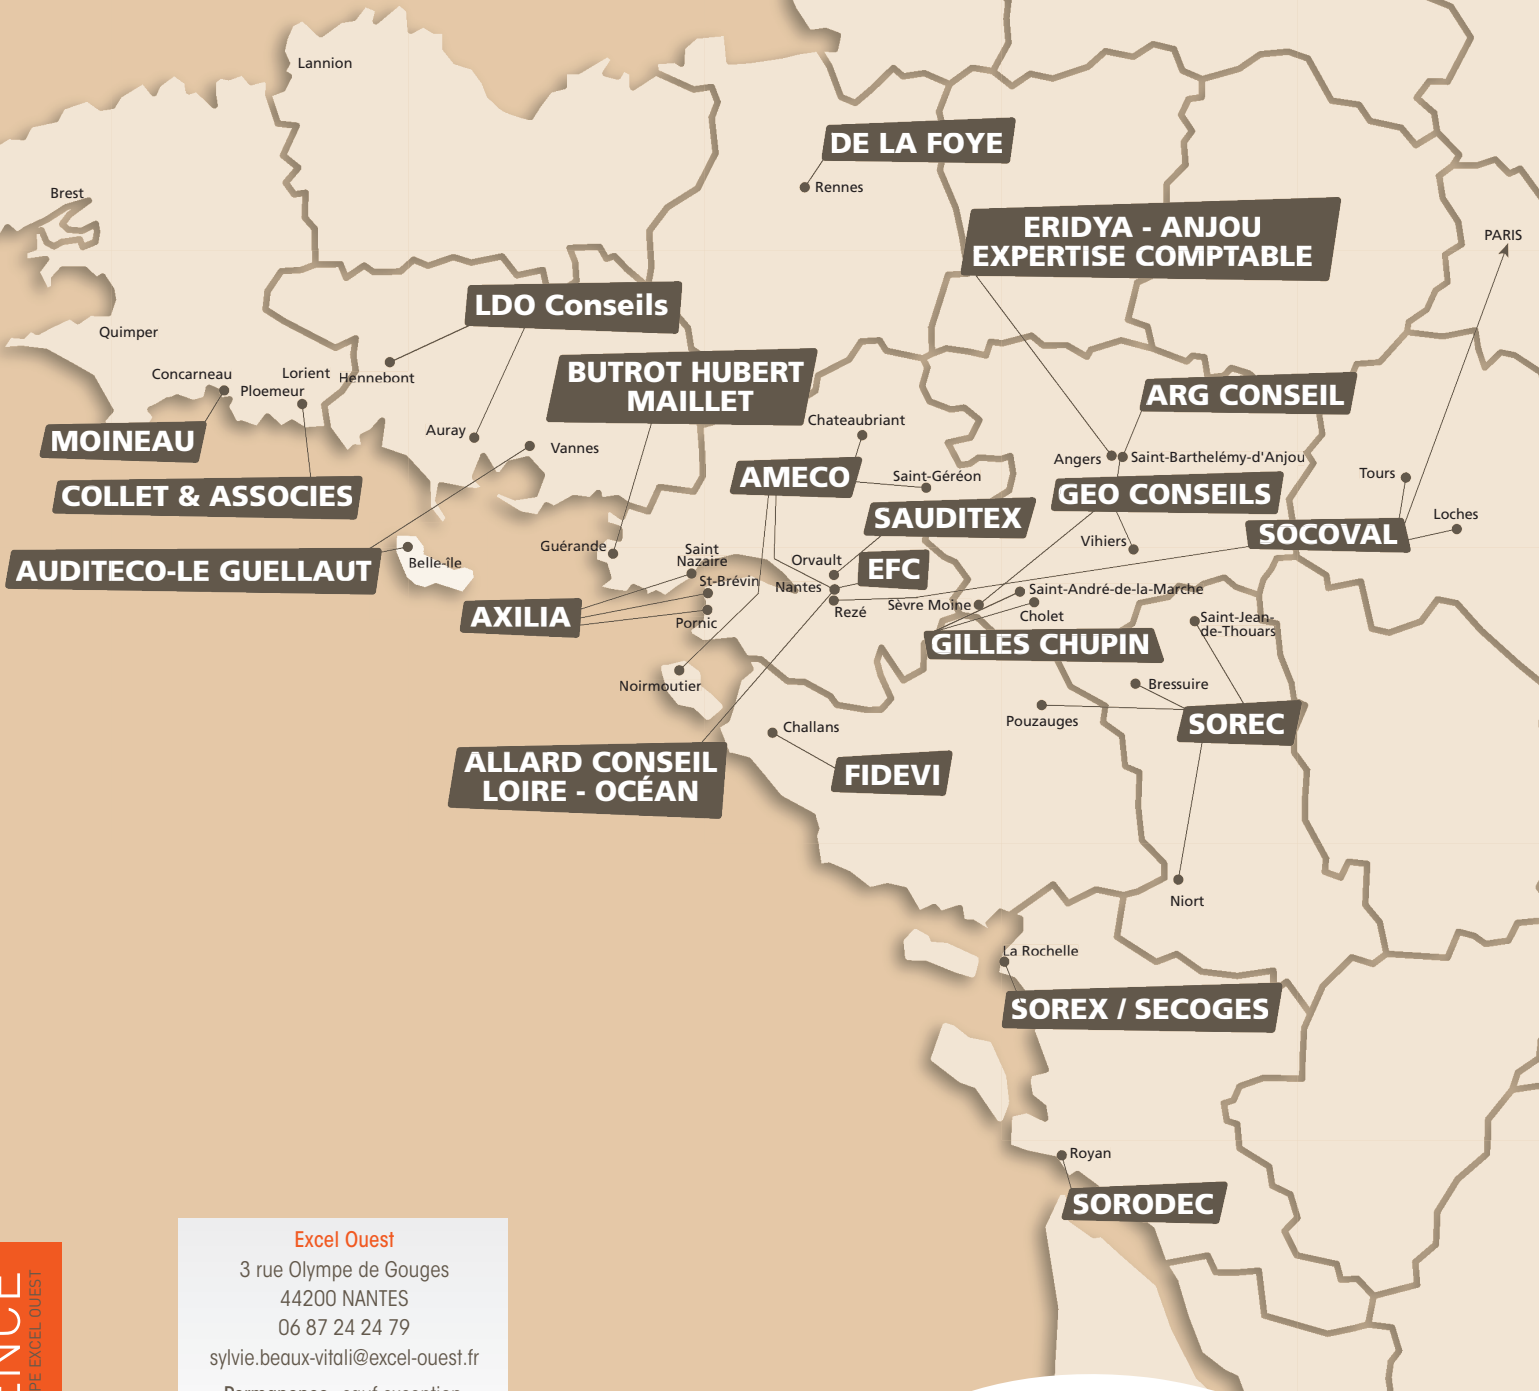 Lannion
DE LA FOYE
Rennes
Brest
ERIDYA - ANJOU
EXPERTISE COMPTABLE
PARIS
LDO Conseils
Quimper
Concarneau
Lorient
Ploemeur
Hennebont
BUTROT HUBERT
MAILLET
ARG CONSEIL
Chateaubriant
MOINEAU
Auray
Vannes
Angers
Saint-Barthélémy-d'Anjou
AMECO
Saint-Géréon
Tours
COLLET & ASSOCIES
GEO CONSEILS
SAUDITEX
Loches
SOCOVAL
Guérande
Saint
Nazaire
Vihiers
Belle-île
Orvault
EFC
AUDITECO-LE GUELLAUT
St-Brévin
Nantes
Saint-André-de-la-Marche
Sèvre Moine
Rezé
Cholet
AXILIA
Pornic
Saint-Jean-
de-Thouars
GILLES CHUPIN
Noirmoutier
Bressuire
Pouzauges
SOREC
Challans
ALLARD CONSEIL
LOIRE - OCÉAN
FIDEVI
Niort
La Rochelle
SOREX / SECOGES
Royan
SORODEC
Excel Ouest
3 rue Olympe de Gouges
44200 NANTES
06 87 24 24 79
sylvie.beaux-vitali@excel-ouest.fr
EXCEL OUEST